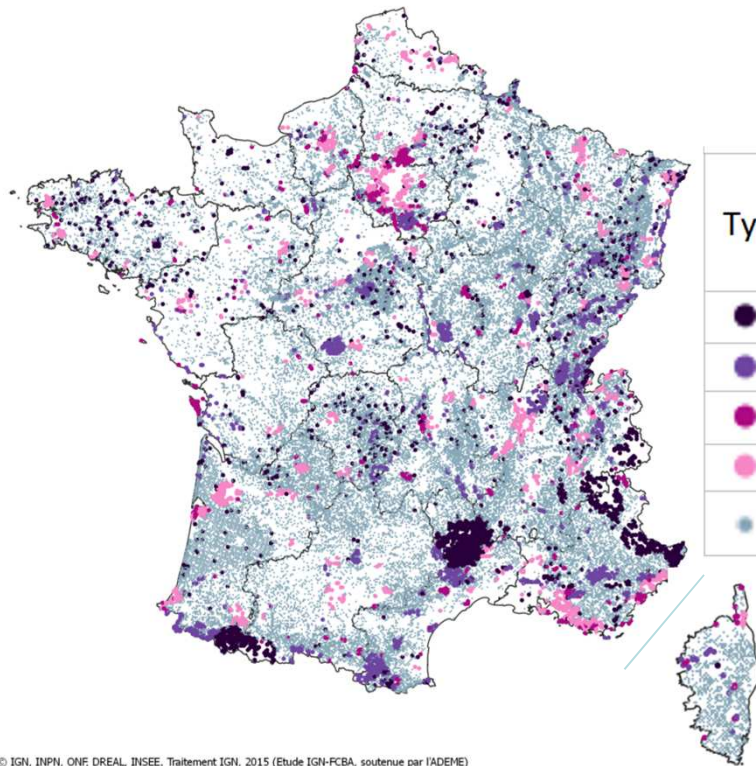 Ty
© IGN, INPN, ONF, DREAL, INSEE, Traitement IGN, 2015 (Etude IGN-FCBA, soutenue par l'ADEME)